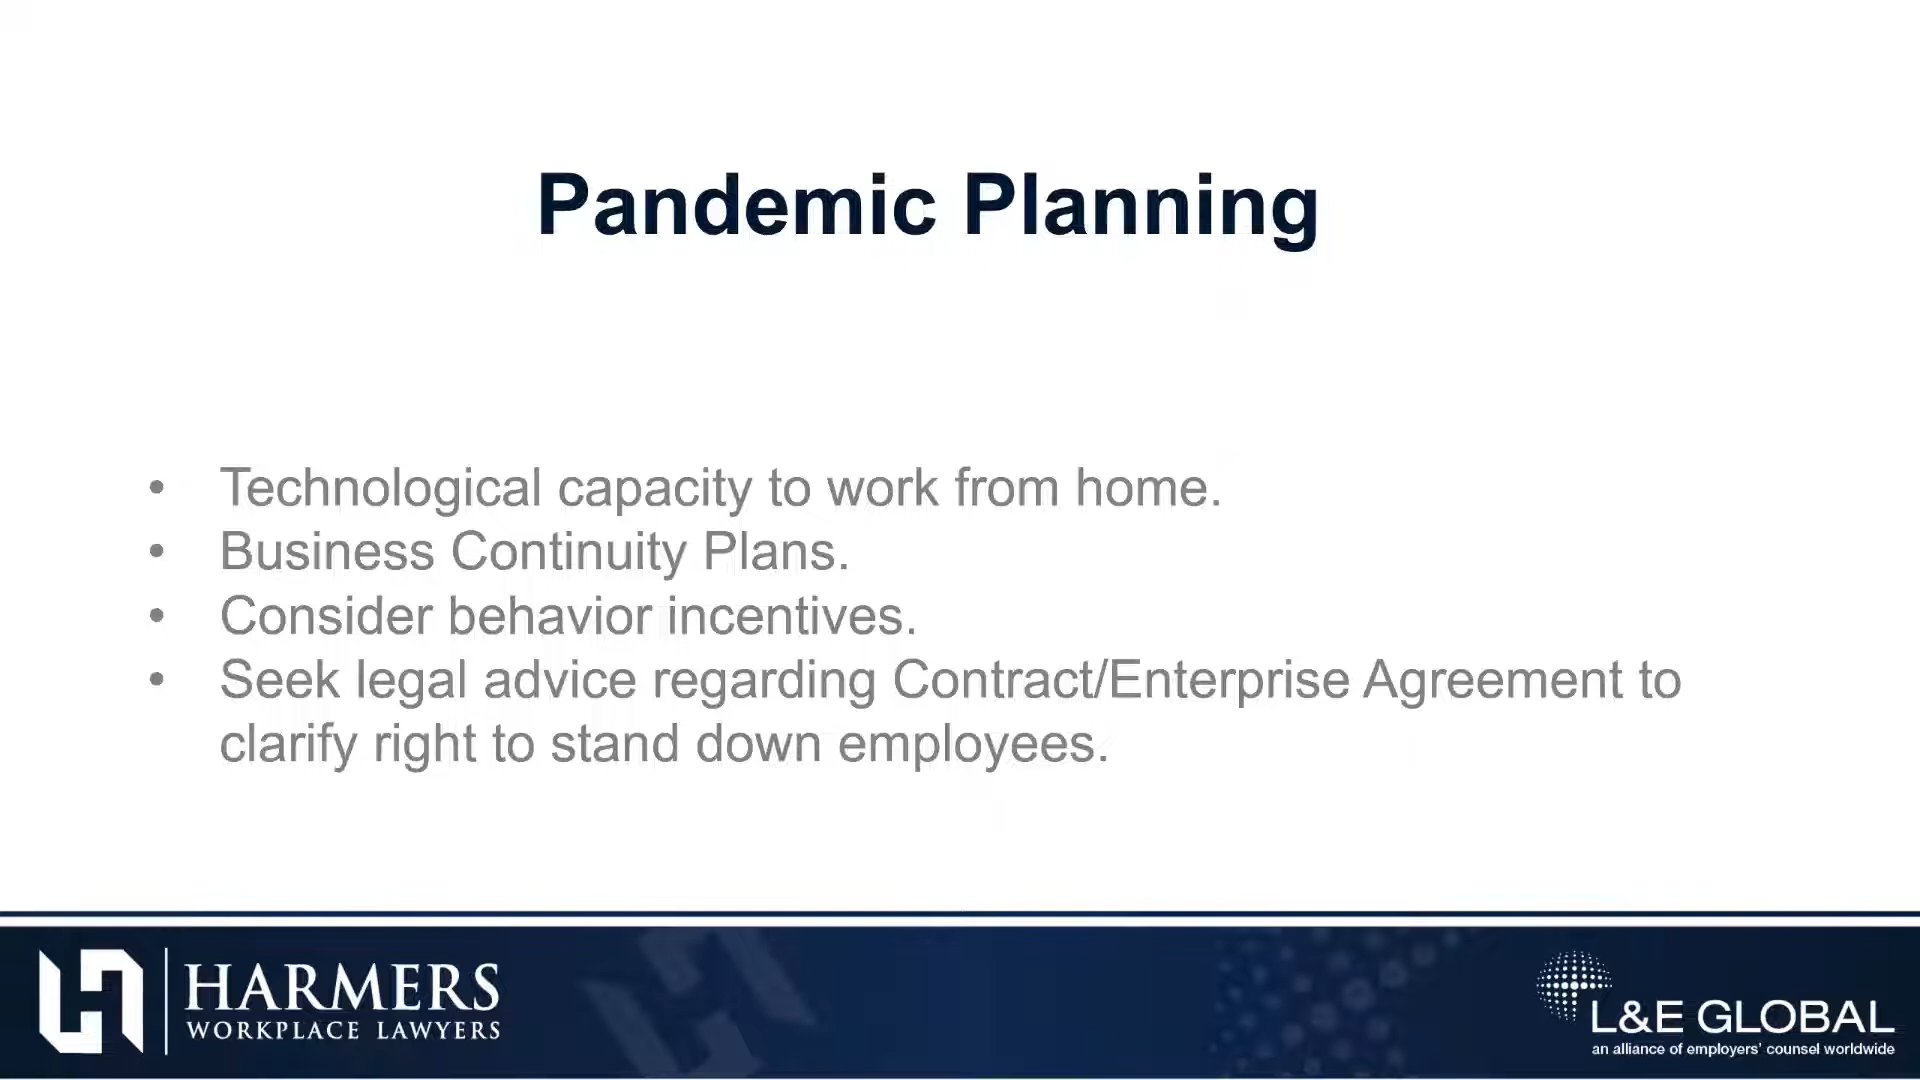 Pandemic Planning
• Technological capacity to work from home.
• Business Continuity Plans.
• Consider behavior incentives.
• Seek legal advice regarding Contract/Enterprise Agreement to
clarify right to stand down employees.
HARMERS
WORKPLACE LAWYERS
L&E GLOBAL
an alliance of employers' counsel worldwide